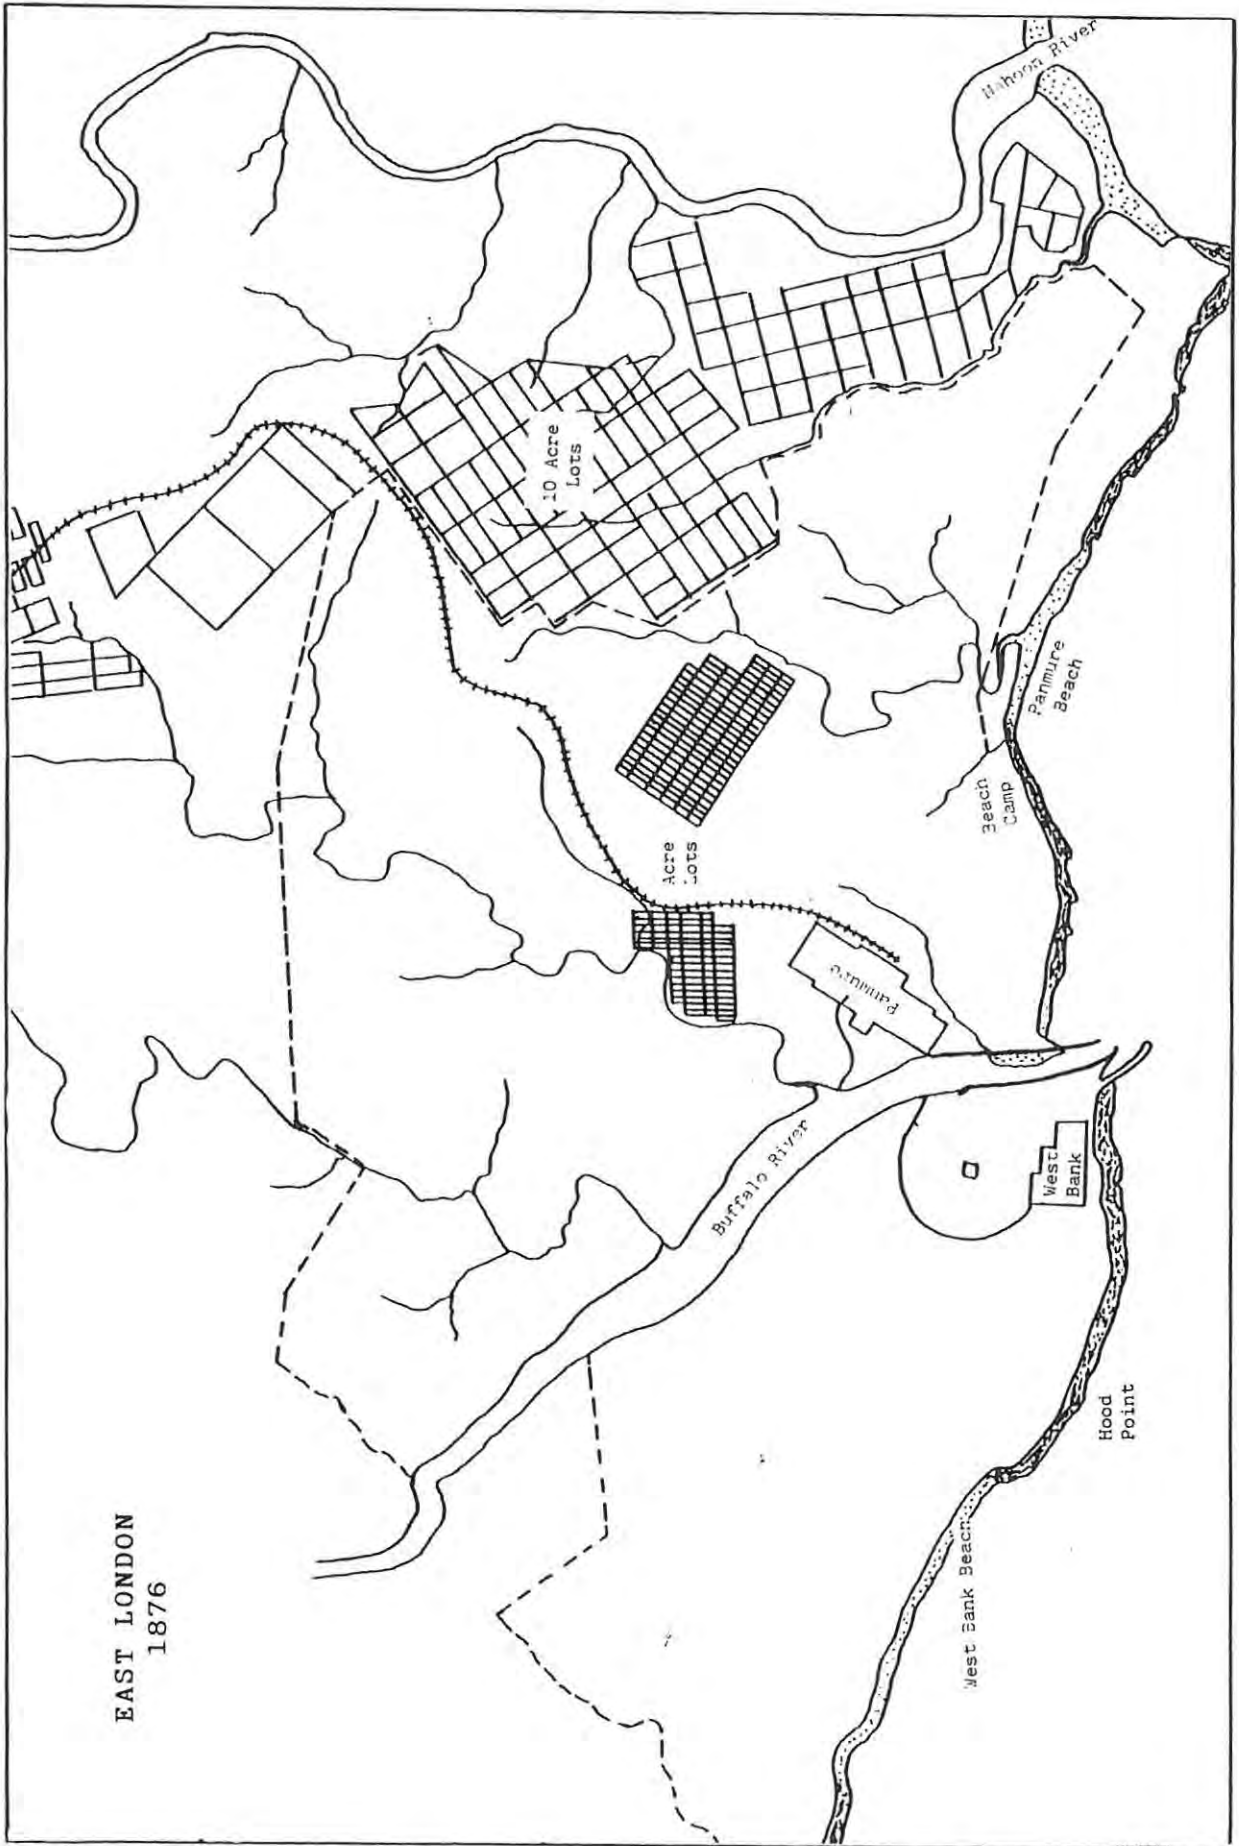 EAST LONDON
1876
Nahoon River
10 Acre
Lots
Acre
Lots
Panmure
Beach
Beach
Camp
Panmure
Buffalo River
West
Bank
Hood
Point
West Bank Beach